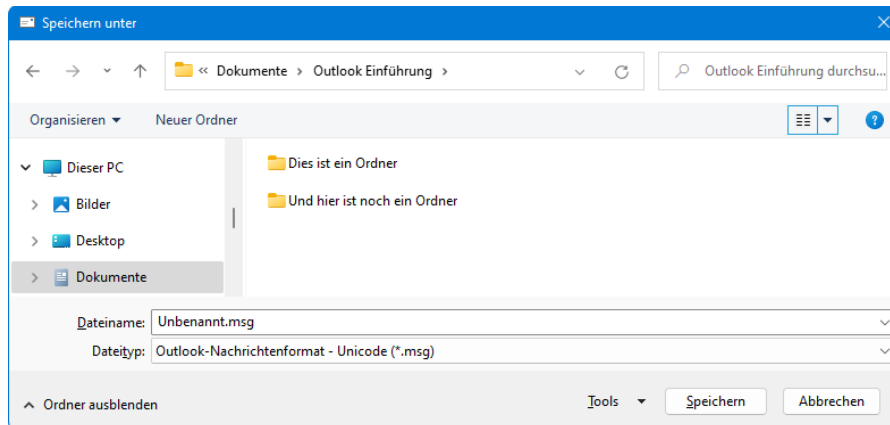 Speichern unter
« Dokumente > Outlook Einführung >
Outlook Einführung durchsu...
Organisieren
Neuer Ordner
?
Dieser PC
Bilder
Desktop
Dokumente
Dies ist ein Ordner
Und hier ist noch ein Ordner
Dateiname: Unbenannt.msg
Dateityp: Outlook-Nachrichtenformat - Unicode (*.msg)
Ordner ausblenden
Tools
Speichern
Abbrechen